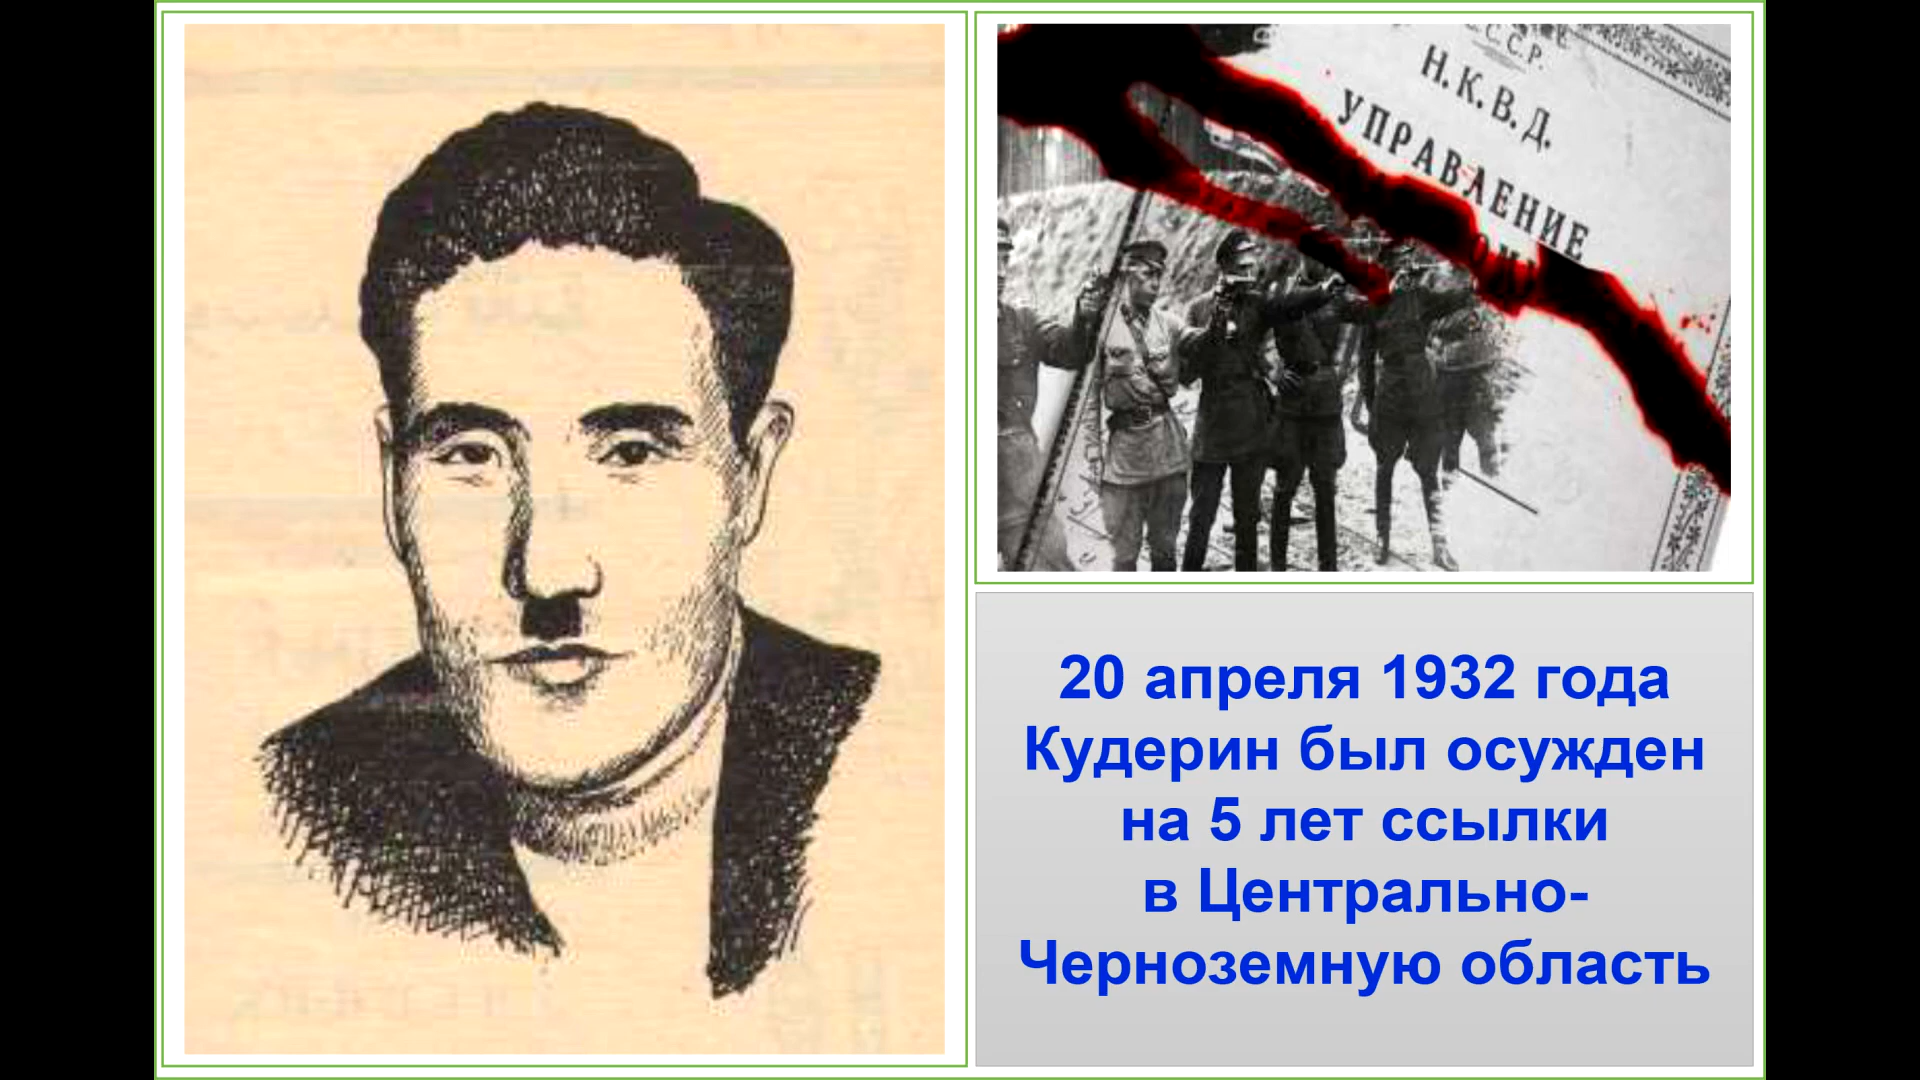 С.С.С.Р.
Н.К.В.Д.
УПРАВЛЕНИЕ
20 апреля 1932 года
Кудерин был осужден
на 5 лет ссылки
в Центрально-
Черноземную область